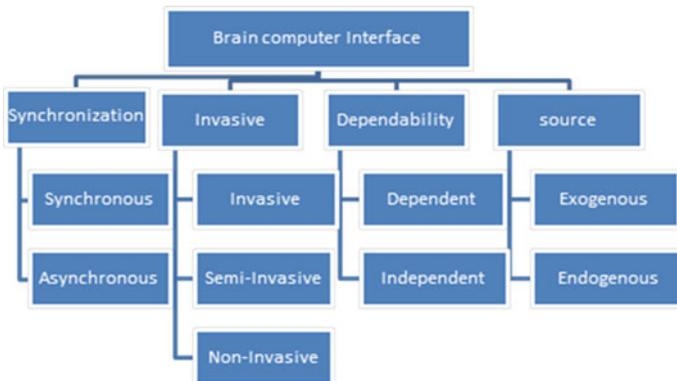 Brain computer Interface
Synchronization
Invasive
Dependability
source
Synchronous
Invasive
Dependent
Exogenous
Asynchronous
Semi-Invasive
Independent
Endogenous
Non-Invasive